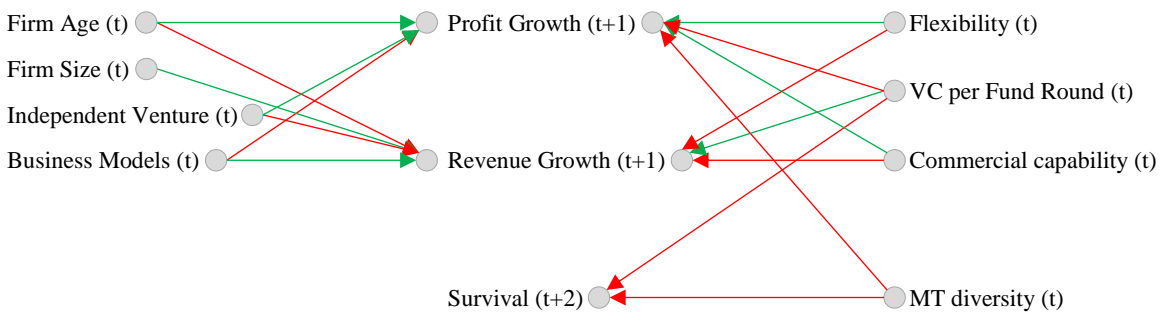 Firm Age (t)
Firm Size (t)
Independent Venture (t)
Business Models (t)
Profit Growth (t+1)
Revenue Growth (t+1)
Survival (t+2)
Flexibility (t)
VC per Fund Round (t)
Commercial capability (t)
MT diversity (t)